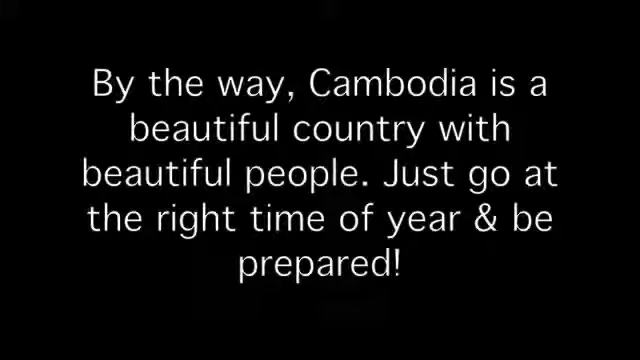 By the way, Cambodia is a
beautiful country with
beautiful people. Just go at
the right time of year & be
prepared!